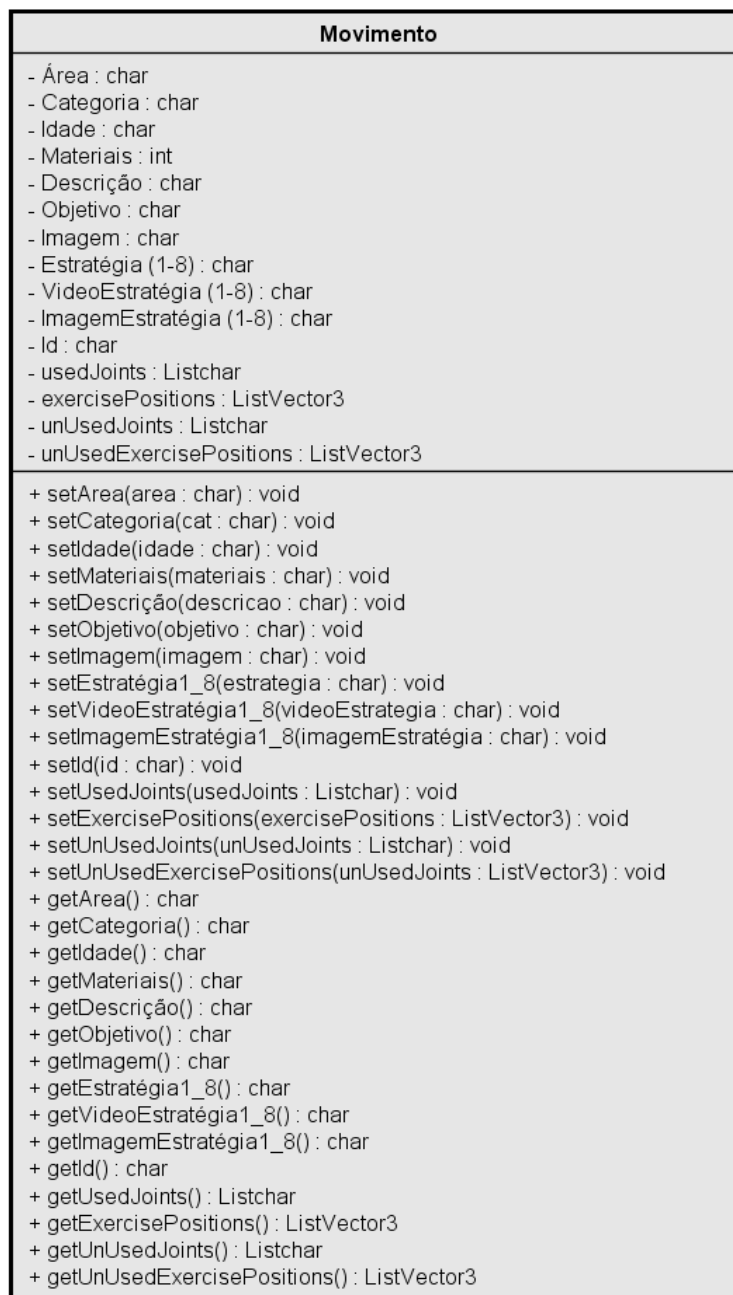 Movimento
- Área : char
- Categoria : char
- Idade : char
- Materiais : int
- Descrição : char
- Objetivo : char
- Imagem : char
- Estratégia (1-8) : char
- VideoEstratégia (1-8) : char
- ImagemEstratégia (1-8) : char
- Id : char
- usedJoints : Listchar
- exercisePositions : ListVector3
- unUsedJoints : Listchar
- unUsedExercisePositions : ListVector3
+ setArea(area : char) : void
+ setCategoria(cat : char) : void
+ setIdade(idade : char) : void
+ setMateriais(materiais : char) : void
+ setDescrição(descricao : char) : void
+ setObjetivo(objetivo : char) : void
+ setImagem(imagem : char) : void
+ setEstratégia1_8(estrategia : char) : void
+ setVideoEstratégia1_8(videoEstrategia : char) : void
+ setImagemEstratégia1_8(imagemEstratégia : char) : void
+ setId(id : char) : void
+ setUsedJoints(usedJoints : Listchar) : void
+ setExercisePositions(exercisePositions : ListVector3) : void
+ setUnUsedJoints(unUsedJoints : Listchar) : void
+ setUnUsedExercisePositions(unUsedJoints : ListVector3) : void
+ getArea() : char
+ getCategoria() : char
+ getIdade() : char
+ getMateriais() : char
+ getDescrição() : char
+ getObjetivo() : char
+ getImagem() : char
+ getEstratégia1_8() : char
+ getVideoEstratégia1_8() : char
+ getImagemEstratégia1_8() : char
+ getId() : char
+ getUsedJoints() : Listchar
+ getExercisePositions() : ListVector3
+ getUnUsedJoints() : Listchar
+ getUnUsedExercisePositions() : ListVector3